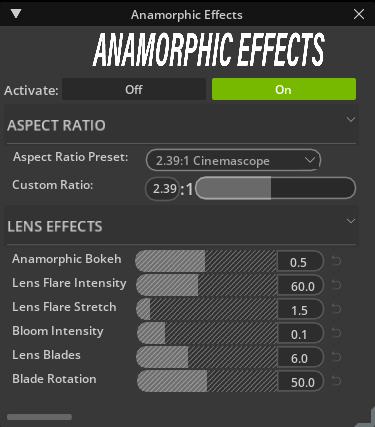 Anamorphic Effects
ANAMORPHIC EFFECTS
Activate: Off On
ASPECT RATIO
Aspect Ratio Preset: 2.39:1 Cinemascope
Custom Ratio: 2.39 :1
LENS EFFECTS
Anamorphic Bokeh 0.5
Lens Flare Intensity 60.0
Lens Flare Stretch 1.5
Bloom Intensity 0.1
Lens Blades 6.0
Blade Rotation 50.0